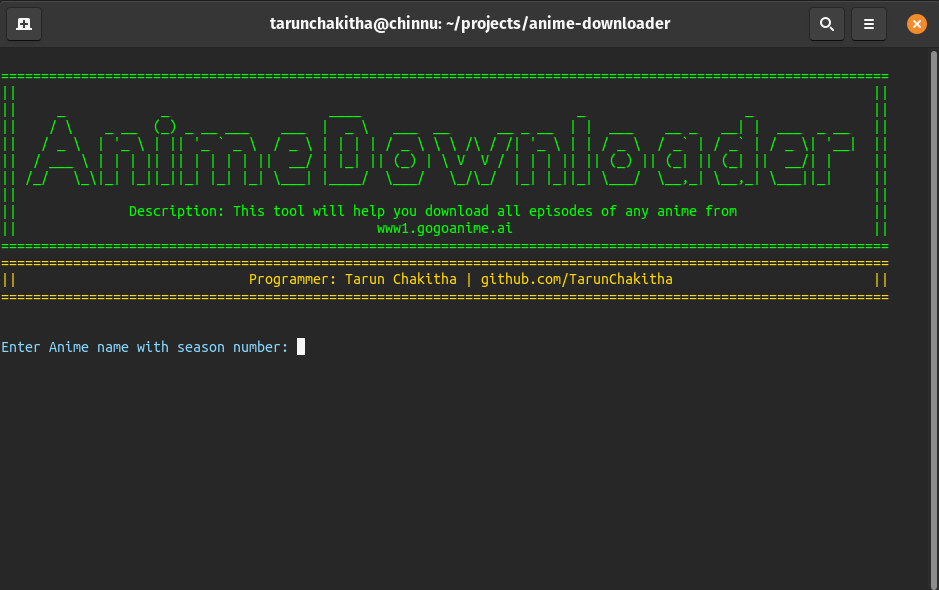 tarunchakitha@chinnu: ~/projects/anime-downloader
AnimeDownloader
Description: This tool will help you download all episodes of any anime from
www1.gogoanime.ai
Programmer: Tarun Chakitha | github.com/TarunChakitha
Enter Anime name with season number: